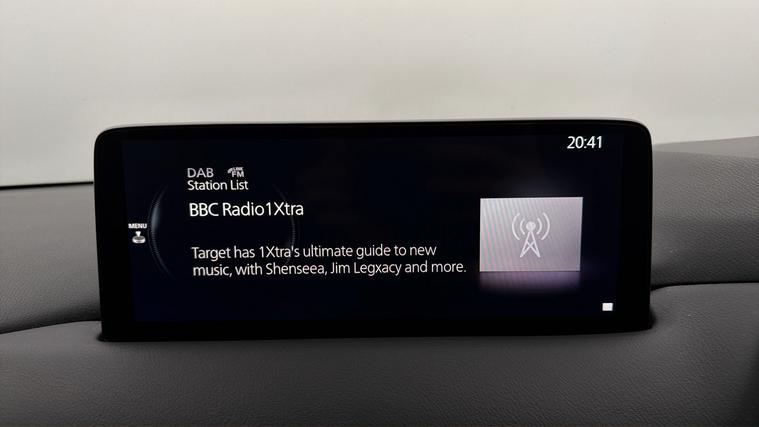 20:41
DAB LINK FM
Station List
BBC Radio1Xtra
MENU
Target has 1Xtra's ultimate guide to new
music, with Shenseea, Jim Legxacy and more.